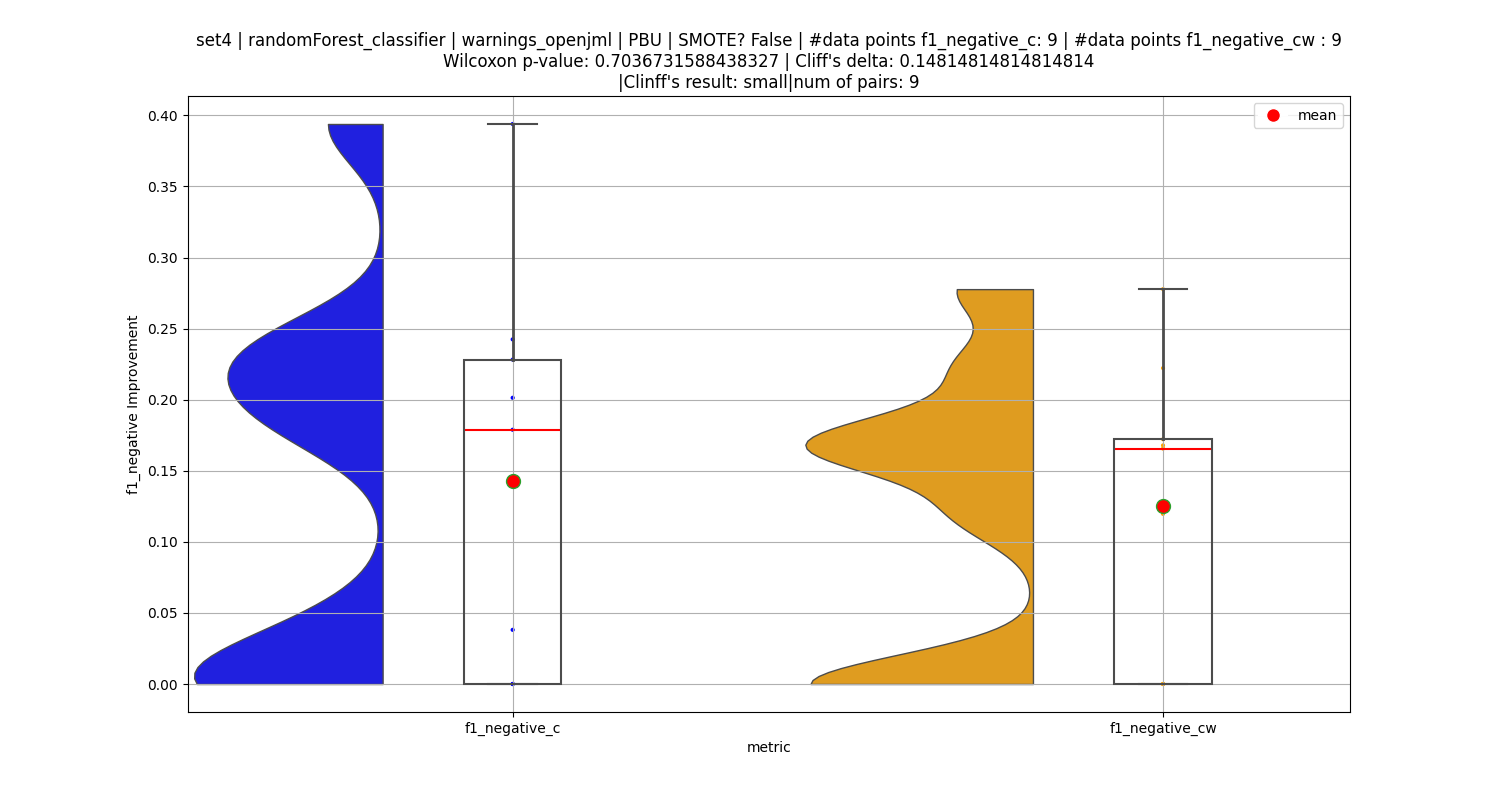 set4 | randomForest_classifier | warnings_openjml | PBU | SMOTE? False | #data points f1_negative_c: 9 | #data points f1_negative_cw : 9
Wilcoxon p-value: 0.7036731588438327 | Cliff's delta: 0.14814814814814814
|Clinff's result: small|num of pairs: 9
mean
0.40
0.35
0.30
0.25
0.20
0.15
0.10
0.05
0.00
f1_negative Improvement
f1_negative_c
f1_negative_cw
metric